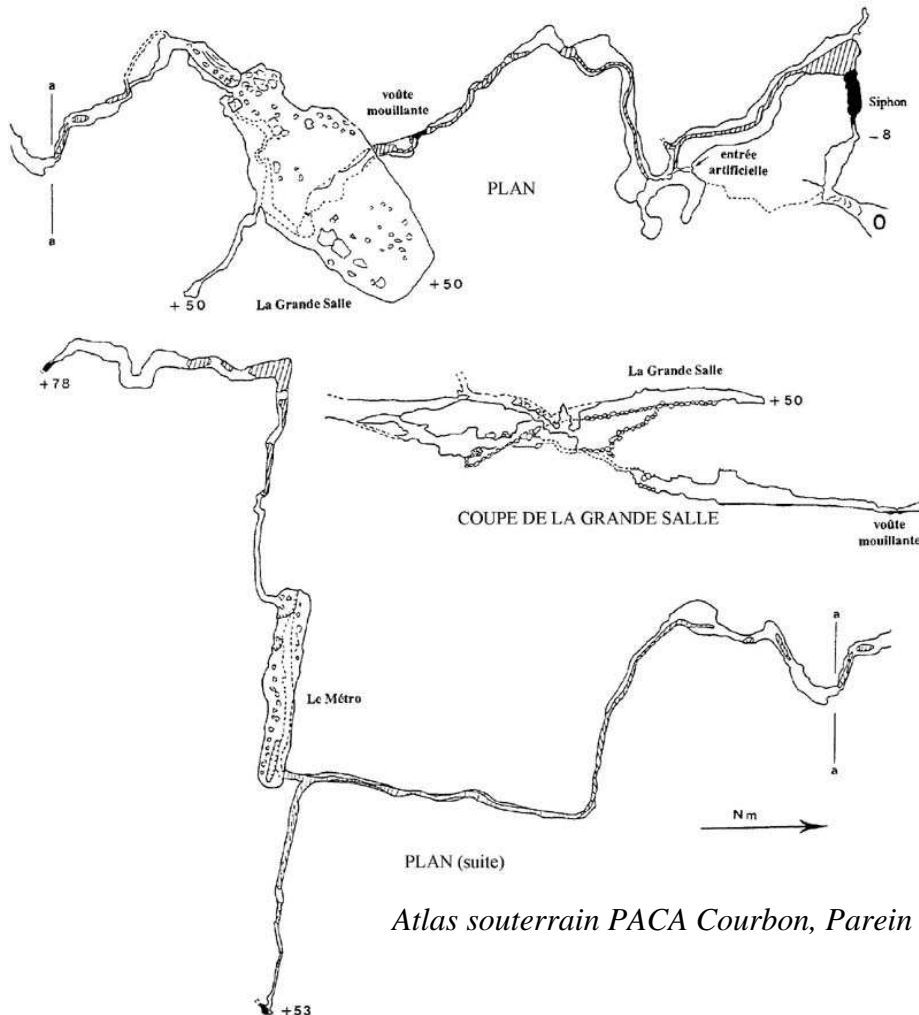 a
voûte
mouillante
Siphon
– 8
entrée
artificielle
PLAN
0
a
+50
La Grande Salle
+50
+78
La Grande Salle
+50
COUPE DE LA GRANDE SALLE
voûte
mouillante
a
Le Métro
a
Nm
PLAN (suite)
Atlas souterrain PACA Courbon, Parein
+53